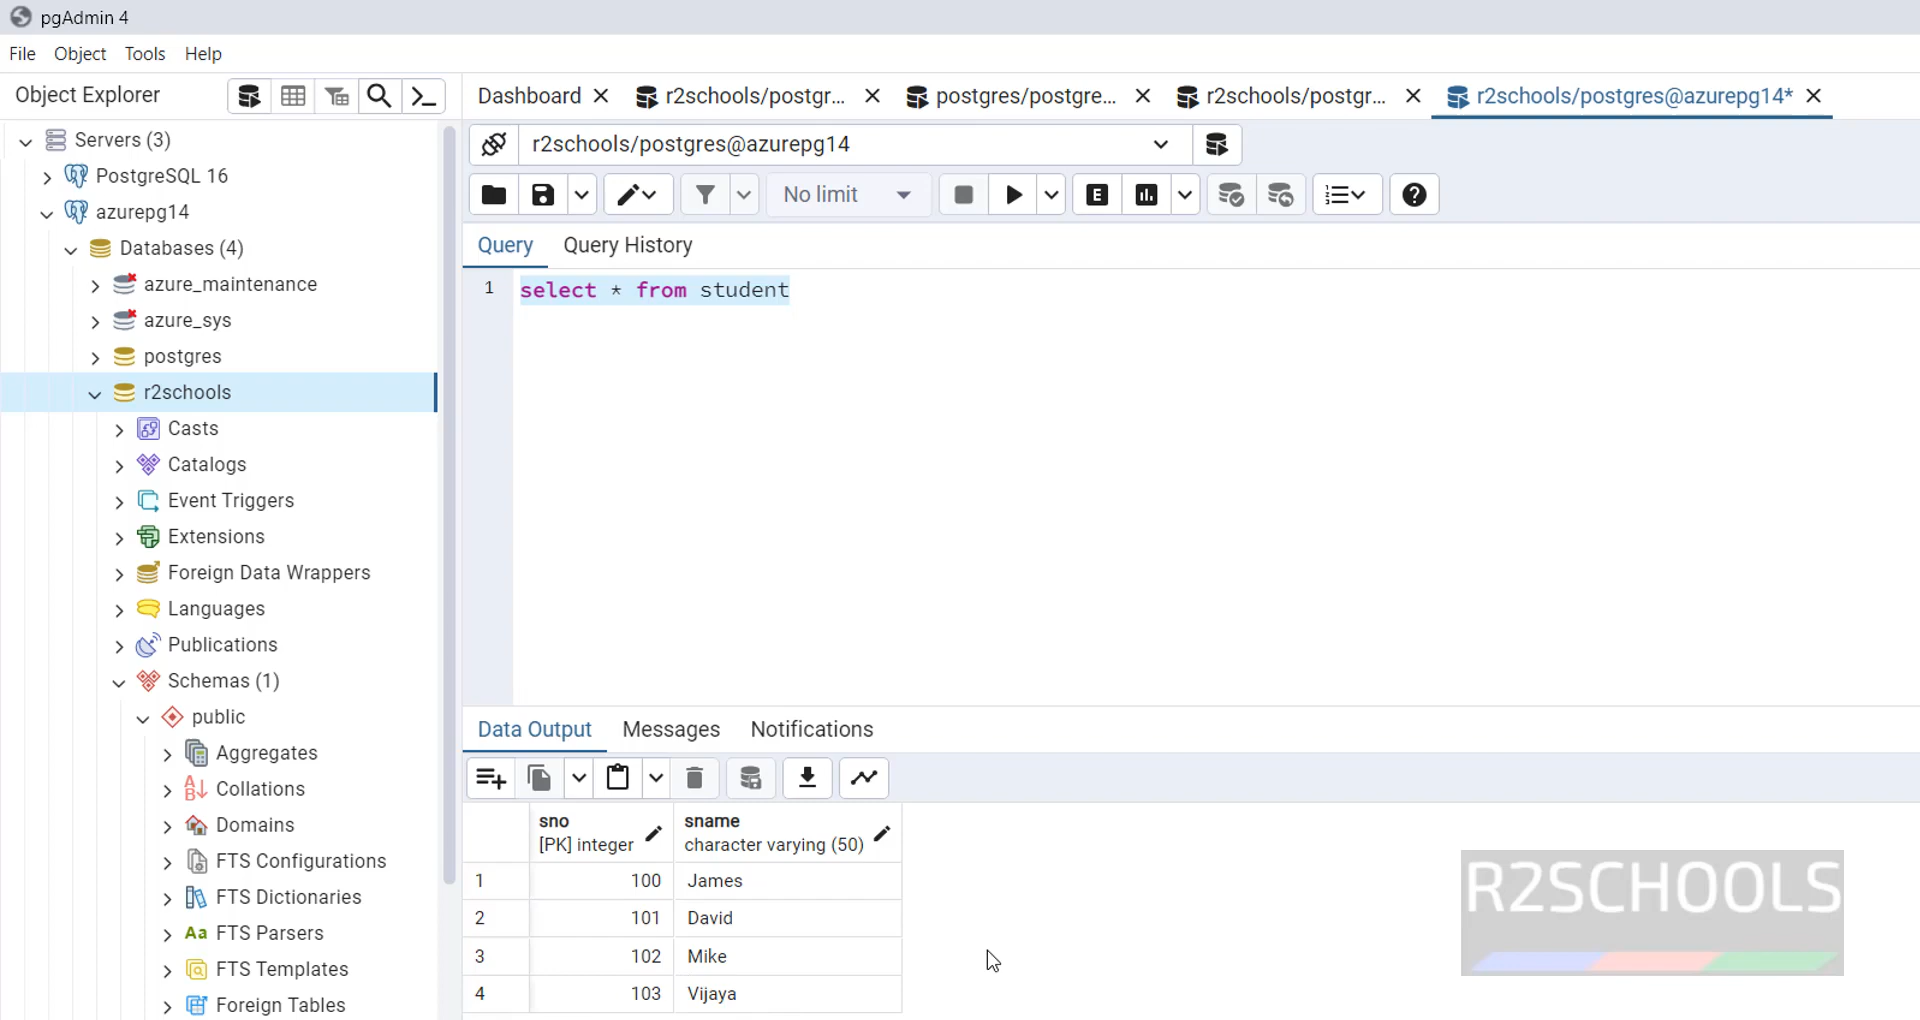 pgAdmin 4
File Object Tools Help
Object Explorer
Dashboard r2schools/postgr... postgres/postgre... r2schools/postgr... r2schools/postgres@azurepg14*
Servers (3)
PostgreSQL 16
azurepg14
Databases (4)
azure_maintenance
azure_sys
postgres
r2schools
Casts
Catalogs
Event Triggers
Extensions
Foreign Data Wrappers
Languages
Publications
Schemas (1)
public
Aggregates
Collations
Domains
FTS Configurations
FTS Dictionaries
Aa FTS Parsers
FTS Templates
Foreign Tables
r2schools/postgres@azurepg14
No limit E
Query Query History
1 select * from student
Data Output Messages Notifications
sno sname
[PK] integer character varying (50)
1 100 James
2 101 David
3 102 Mike
4 103 Vijaya
R2SCHOOLS